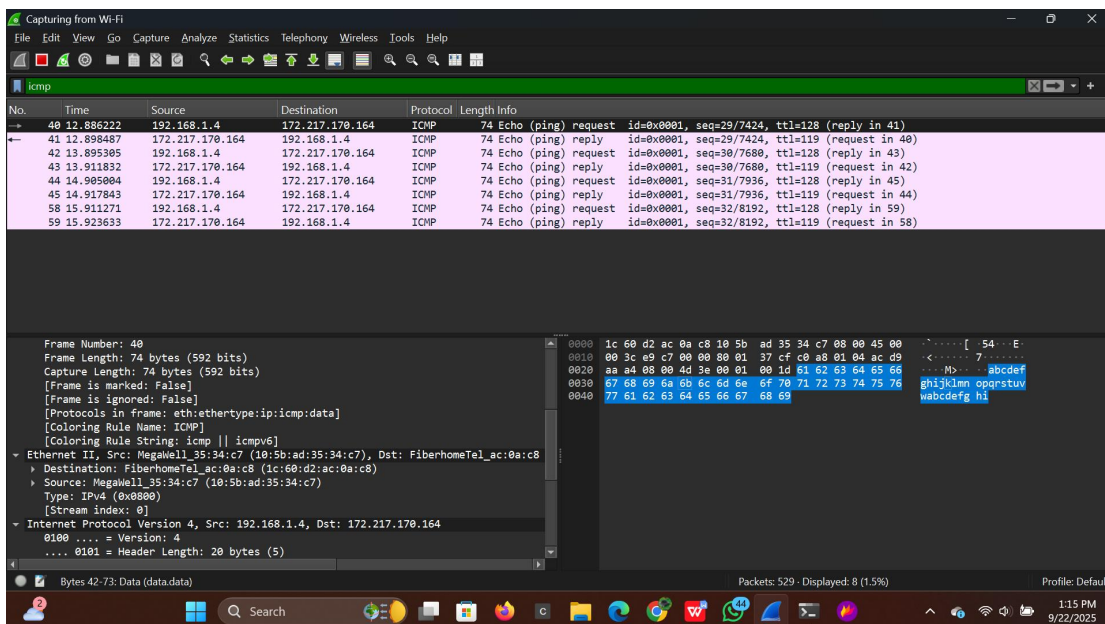 Capturing from Wi-Fi
File Edit View Go Capture Analyze Statistics Telephony Wireless Tools Help
icmp
No. Time Source Destination Protocol Length Info
40 12.886222 192.168.1.4 172.217.170.164 ICMP 74 Echo (ping) request id=0x0001, seq=29/7424, ttl=128 (reply in 41)
41 12.898487 172.217.170.164 192.168.1.4 ICMP 74 Echo (ping) reply id=0x0001, seq=29/7424, ttl=119 (request in 40)
42 13.895305 192.168.1.4 172.217.170.164 ICMP 74 Echo (ping) request id=0x0001, seq=30/7680, ttl=128 (reply in 43)
43 13.911832 172.217.170.164 192.168.1.4 ICMP 74 Echo (ping) reply id=0x0001, seq=30/7680, ttl=119 (request in 42)
44 14.905004 192.168.1.4 172.217.170.164 ICMP 74 Echo (ping) request id=0x0001, seq=31/7936, ttl=128 (reply in 45)
45 14.917843 172.217.170.164 192.168.1.4 ICMP 74 Echo (ping) reply id=0x0001, seq=31/7936, ttl=119 (request in 44)
58 15.911271 192.168.1.4 172.217.170.164 ICMP 74 Echo (ping) request id=0x0001, seq=32/8192, ttl=128 (reply in 59)
59 15.923633 172.217.170.164 192.168.1.4 ICMP 74 Echo (ping) reply id=0x0001, seq=32/8192, ttl=119 (request in 58)
Frame Number: 40
Frame Length: 74 bytes (592 bits)
Capture Length: 74 bytes (592 bits)
[Frame is marked: False]
[Frame is ignored: False]
[Protocols in frame: eth:ethertype:ip:icmp:data]
[Coloring Rule Name: ICMP]
[Coloring Rule String: icmp || icmpv6]
Ethernet II, Src: MegaWell_35:34:c7 (10:5b:ad:35:34:c7), Dst: FiberhomeTel_ac:0a:c8
Destination: FiberhomeTel_ac:0a:c8 (1c:60:d2:ac:0a:c8)
Source: MegaWell_35:34:c7 (10:5b:ad:35:34:c7)
Type: IPv4 (0x0800)
[Stream index: 0]
Internet Protocol Version 4, Src: 192.168.1.4, Dst: 172.217.170.164
0100 .... = Version: 4
.... 0101 = Header Length: 20 bytes (5)
0000 1c 60 d2 ac 0a c8 10 5b ad 35 34 c7 08 00 45 00 ·`·····[ ·54···E·
0010 00 3c e9 c7 00 00 80 01 37 cf c0 a8 01 04 ac d9 ·<······ 7·······
0020 aa a4 08 00 4d 3e 00 01 00 1d 61 62 63 64 65 66 ····M>·· ··abcdef
0030 67 68 69 6a 6b 6c 6d 6e 6f 70 71 72 73 74 75 76 ghijklmn opqrstuv
0040 77 61 62 63 64 65 66 67 68 69 wabcdefg hi
Bytes 42-73: Data (data.data)
Packets: 529 · Displayed: 8 (1.5%)
Profile: Defaul
2
Search
44
1:15 PM
9/22/2025